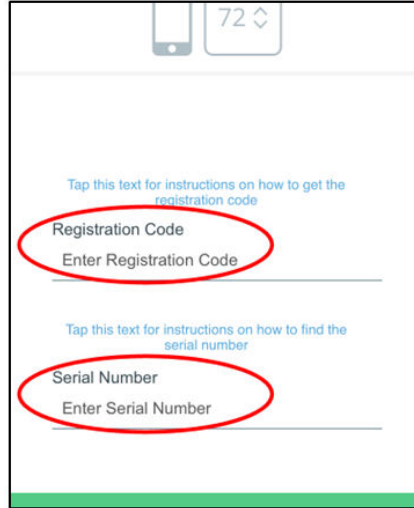 72
Tap this text for instructions on how to get the
registration code
Registration Code
Enter Registration Code
Tap this text for instructions on how to find the
serial number
Serial Number
Enter Serial Number